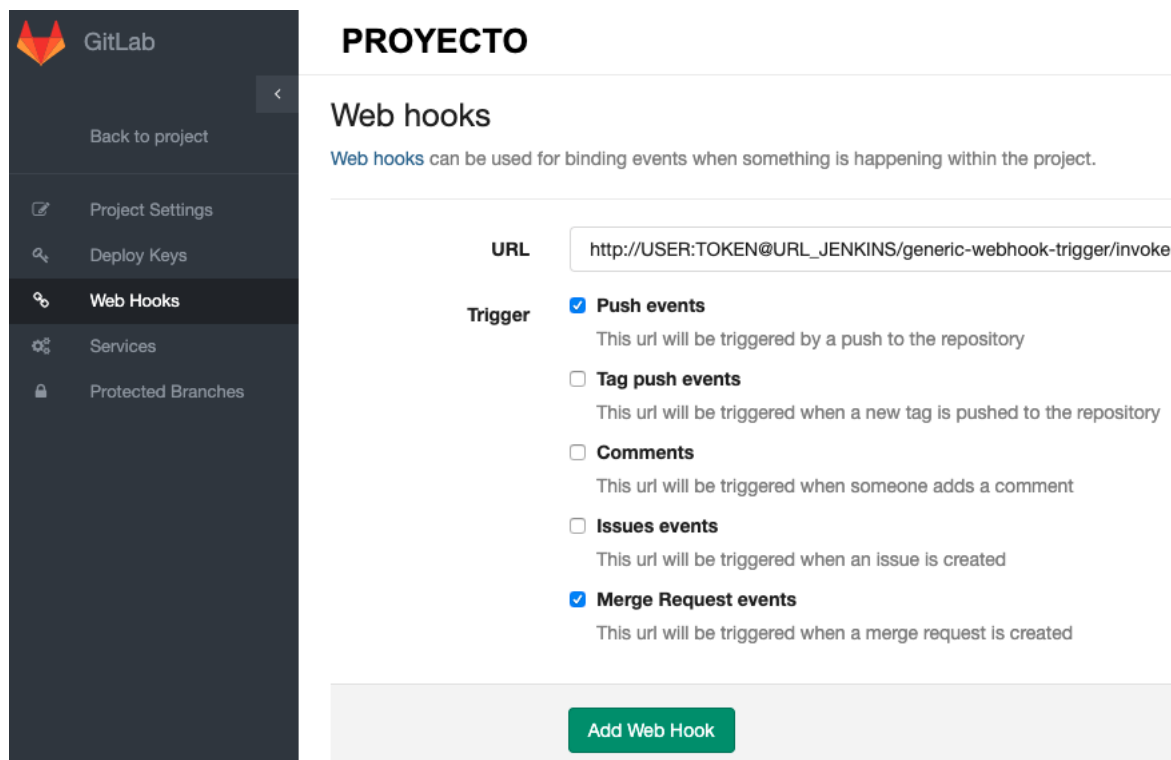 GitLab
PROYECTO
Back to project
Project Settings
Deploy Keys
Web Hooks
Services
Protected Branches
Web hooks
Web hooks can be used for binding events when something is happening within the project.
URL
http://USER:TOKEN@URL_JENKINS/generic-webhook-trigger/invoke
Trigger
Push events
This url will be triggered by a push to the repository
Tag push events
This url will be triggered when a new tag is pushed to the repository
Comments
This url will be triggered when someone adds a comment
Issues events
This url will be triggered when an issue is created
Merge Request events
This url will be triggered when a merge request is created
Add Web Hook